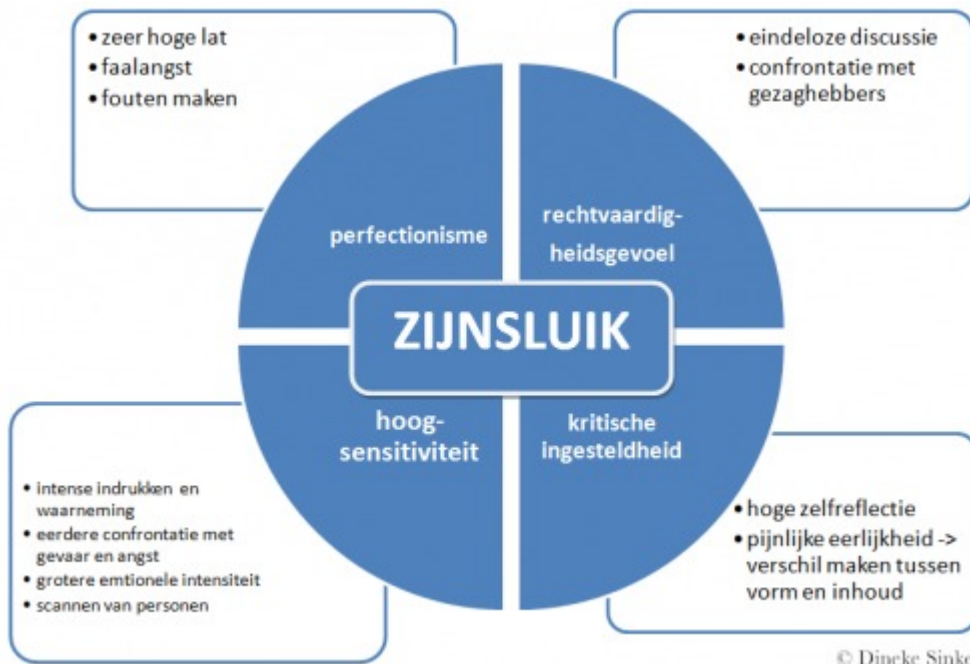 • zeer hoge lat
• faalangst
• fouten maken
• eindeloze discussie
• confrontatie met
gezaghebbers
perfectionisme
rechtvaardig-
heidsgevoel
ZIJNSLUIK
hoog-
sensitiviteit
kritische
ingesteldheid
• intense indrukken en
waarneming
• eerdere confrontatie met
gevaar en angst
• grotere emtionele intensiteit
• scannen van personen
• hoge zelfreflectie
• pijnlijke eerlijkheid ->
verschil maken tussen
vorm en inhoud
© Dineke Sinke